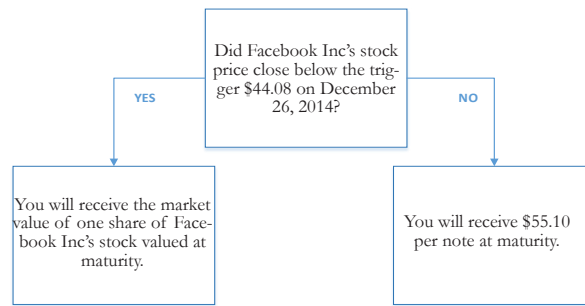 Did Facebook Inc's stock
price close below the trig-
ger $44.08 on December
26, 2014?
YES
NO
You will receive the market
value of one share of Face-
book Inc's stock valued at
maturity.
You will receive $55.10
per note at maturity.